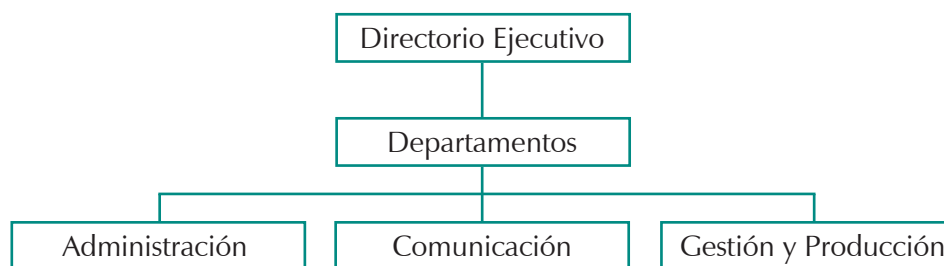 Directorio Ejecutivo
Departamentos
Administración
Comunicación
Gestión y Producción